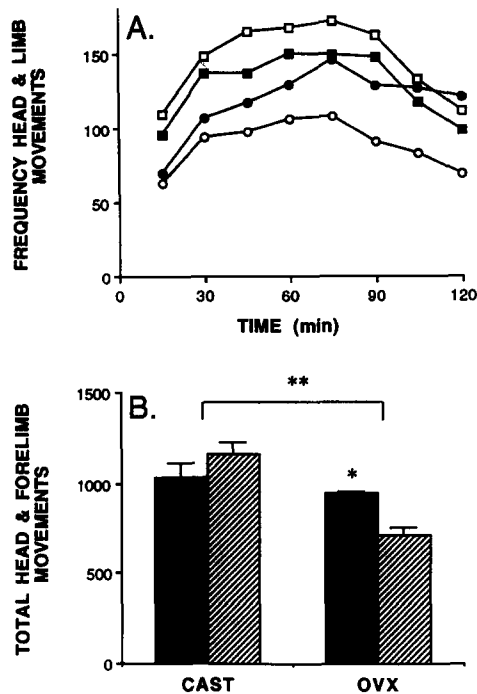 A.
FREQUENCY HEAD & LIMB
MOVEMENTS
150
100
50
0
0 30 60 90 120
TIME (min)
B.
TOTAL HEAD & FORELIMB
MOVEMENTS
1500
1000
500
0
**
*
CAST OVX